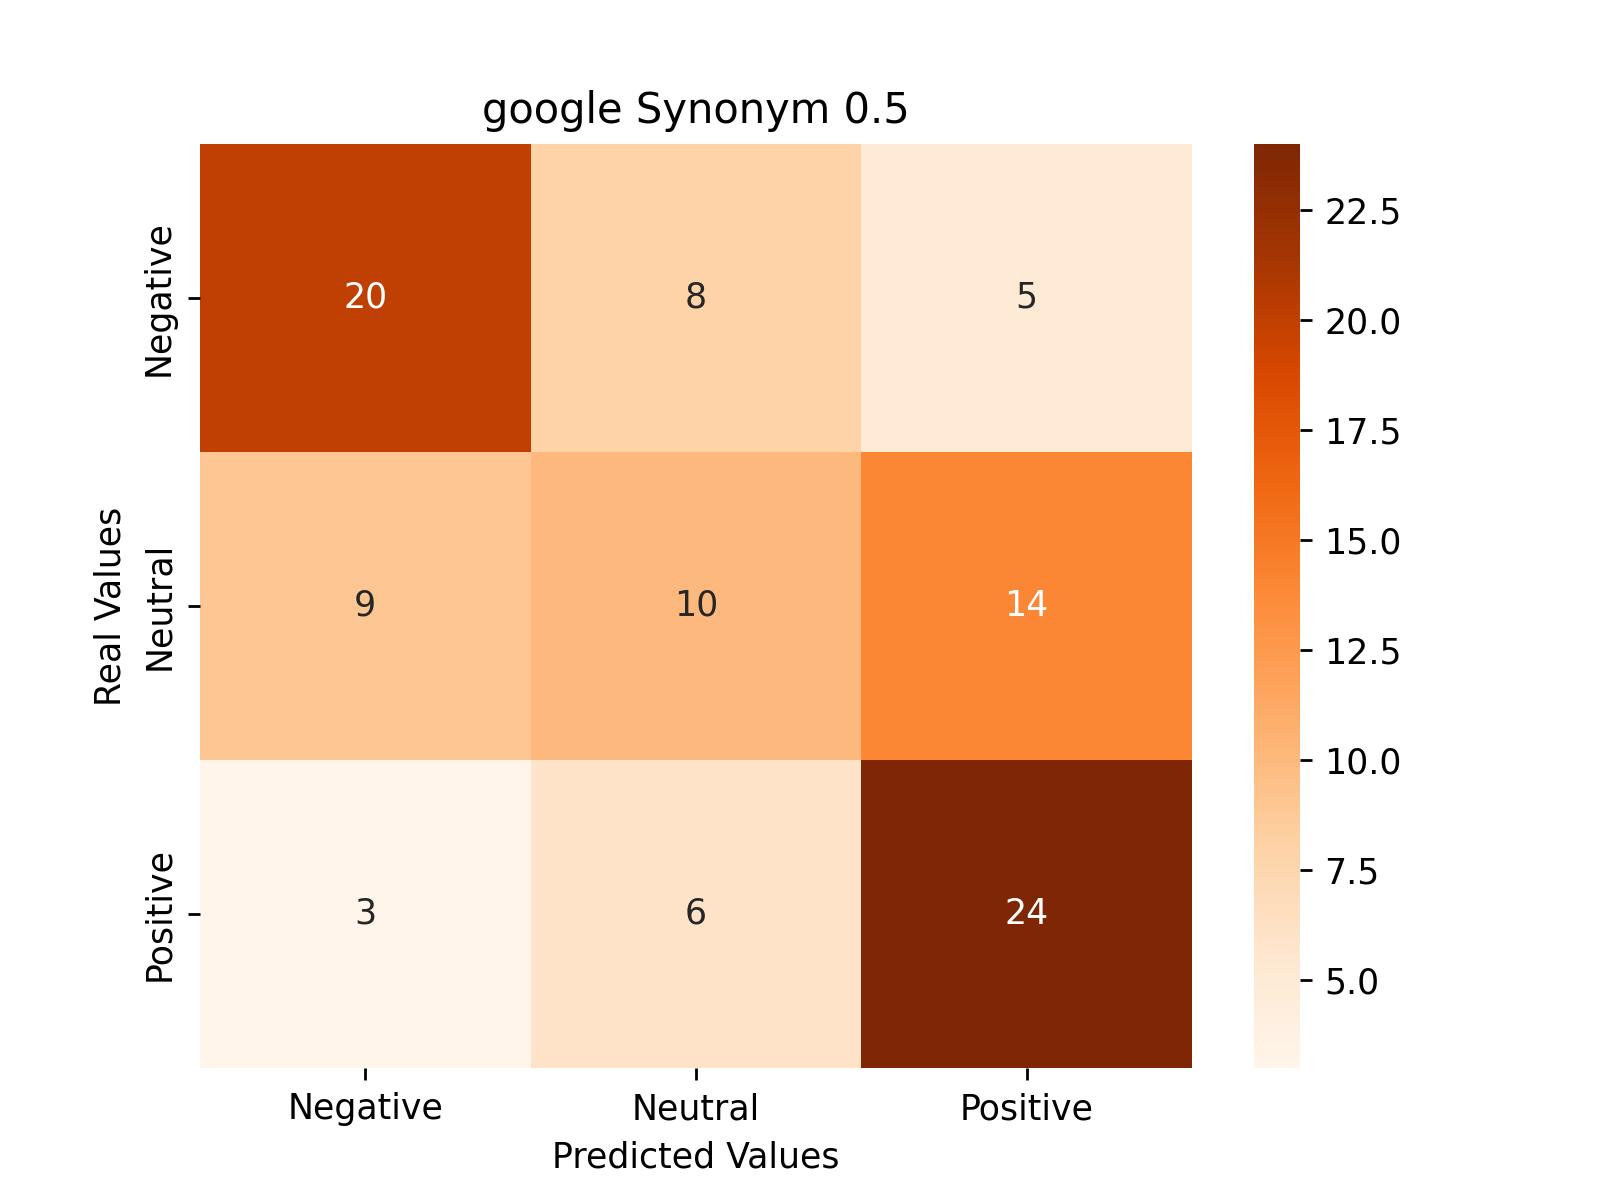 google Synonym 0.5
Real Values
Negative
20 8 5
Neutral
9 10 14
Positive
3 6 24
Negative Neutral Positive
Predicted Values
22.5
20.0
17.5
15.0
12.5
10.0
7.5
5.0